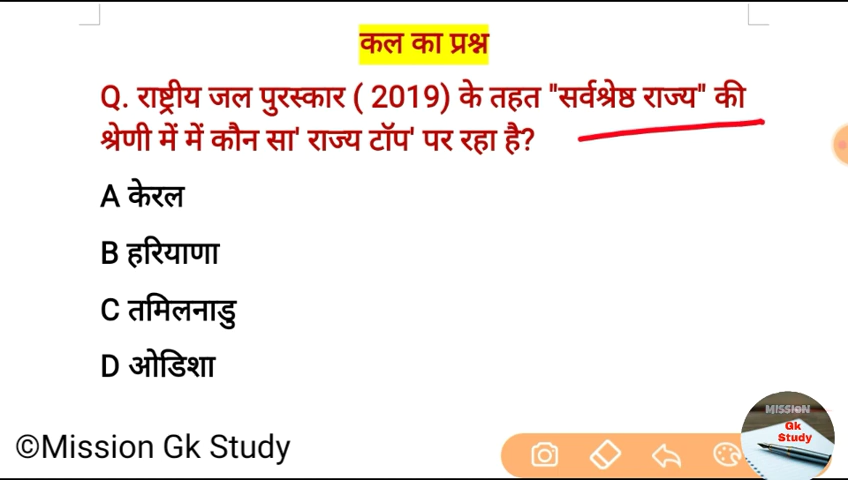 कल का प्रश्न
Q. राष्ट्रीय जल पुरस्कार ( 2019) के तहत "सर्वश्रेष्ठ राज्य" की
श्रेणी में में कौन सा' राज्य टॉप' पर रहा है?
A केरल
B हरियाणा
C तमिलनाडु
D ओडिशा
©Mission Gk Study
MISSION
Gk
Study